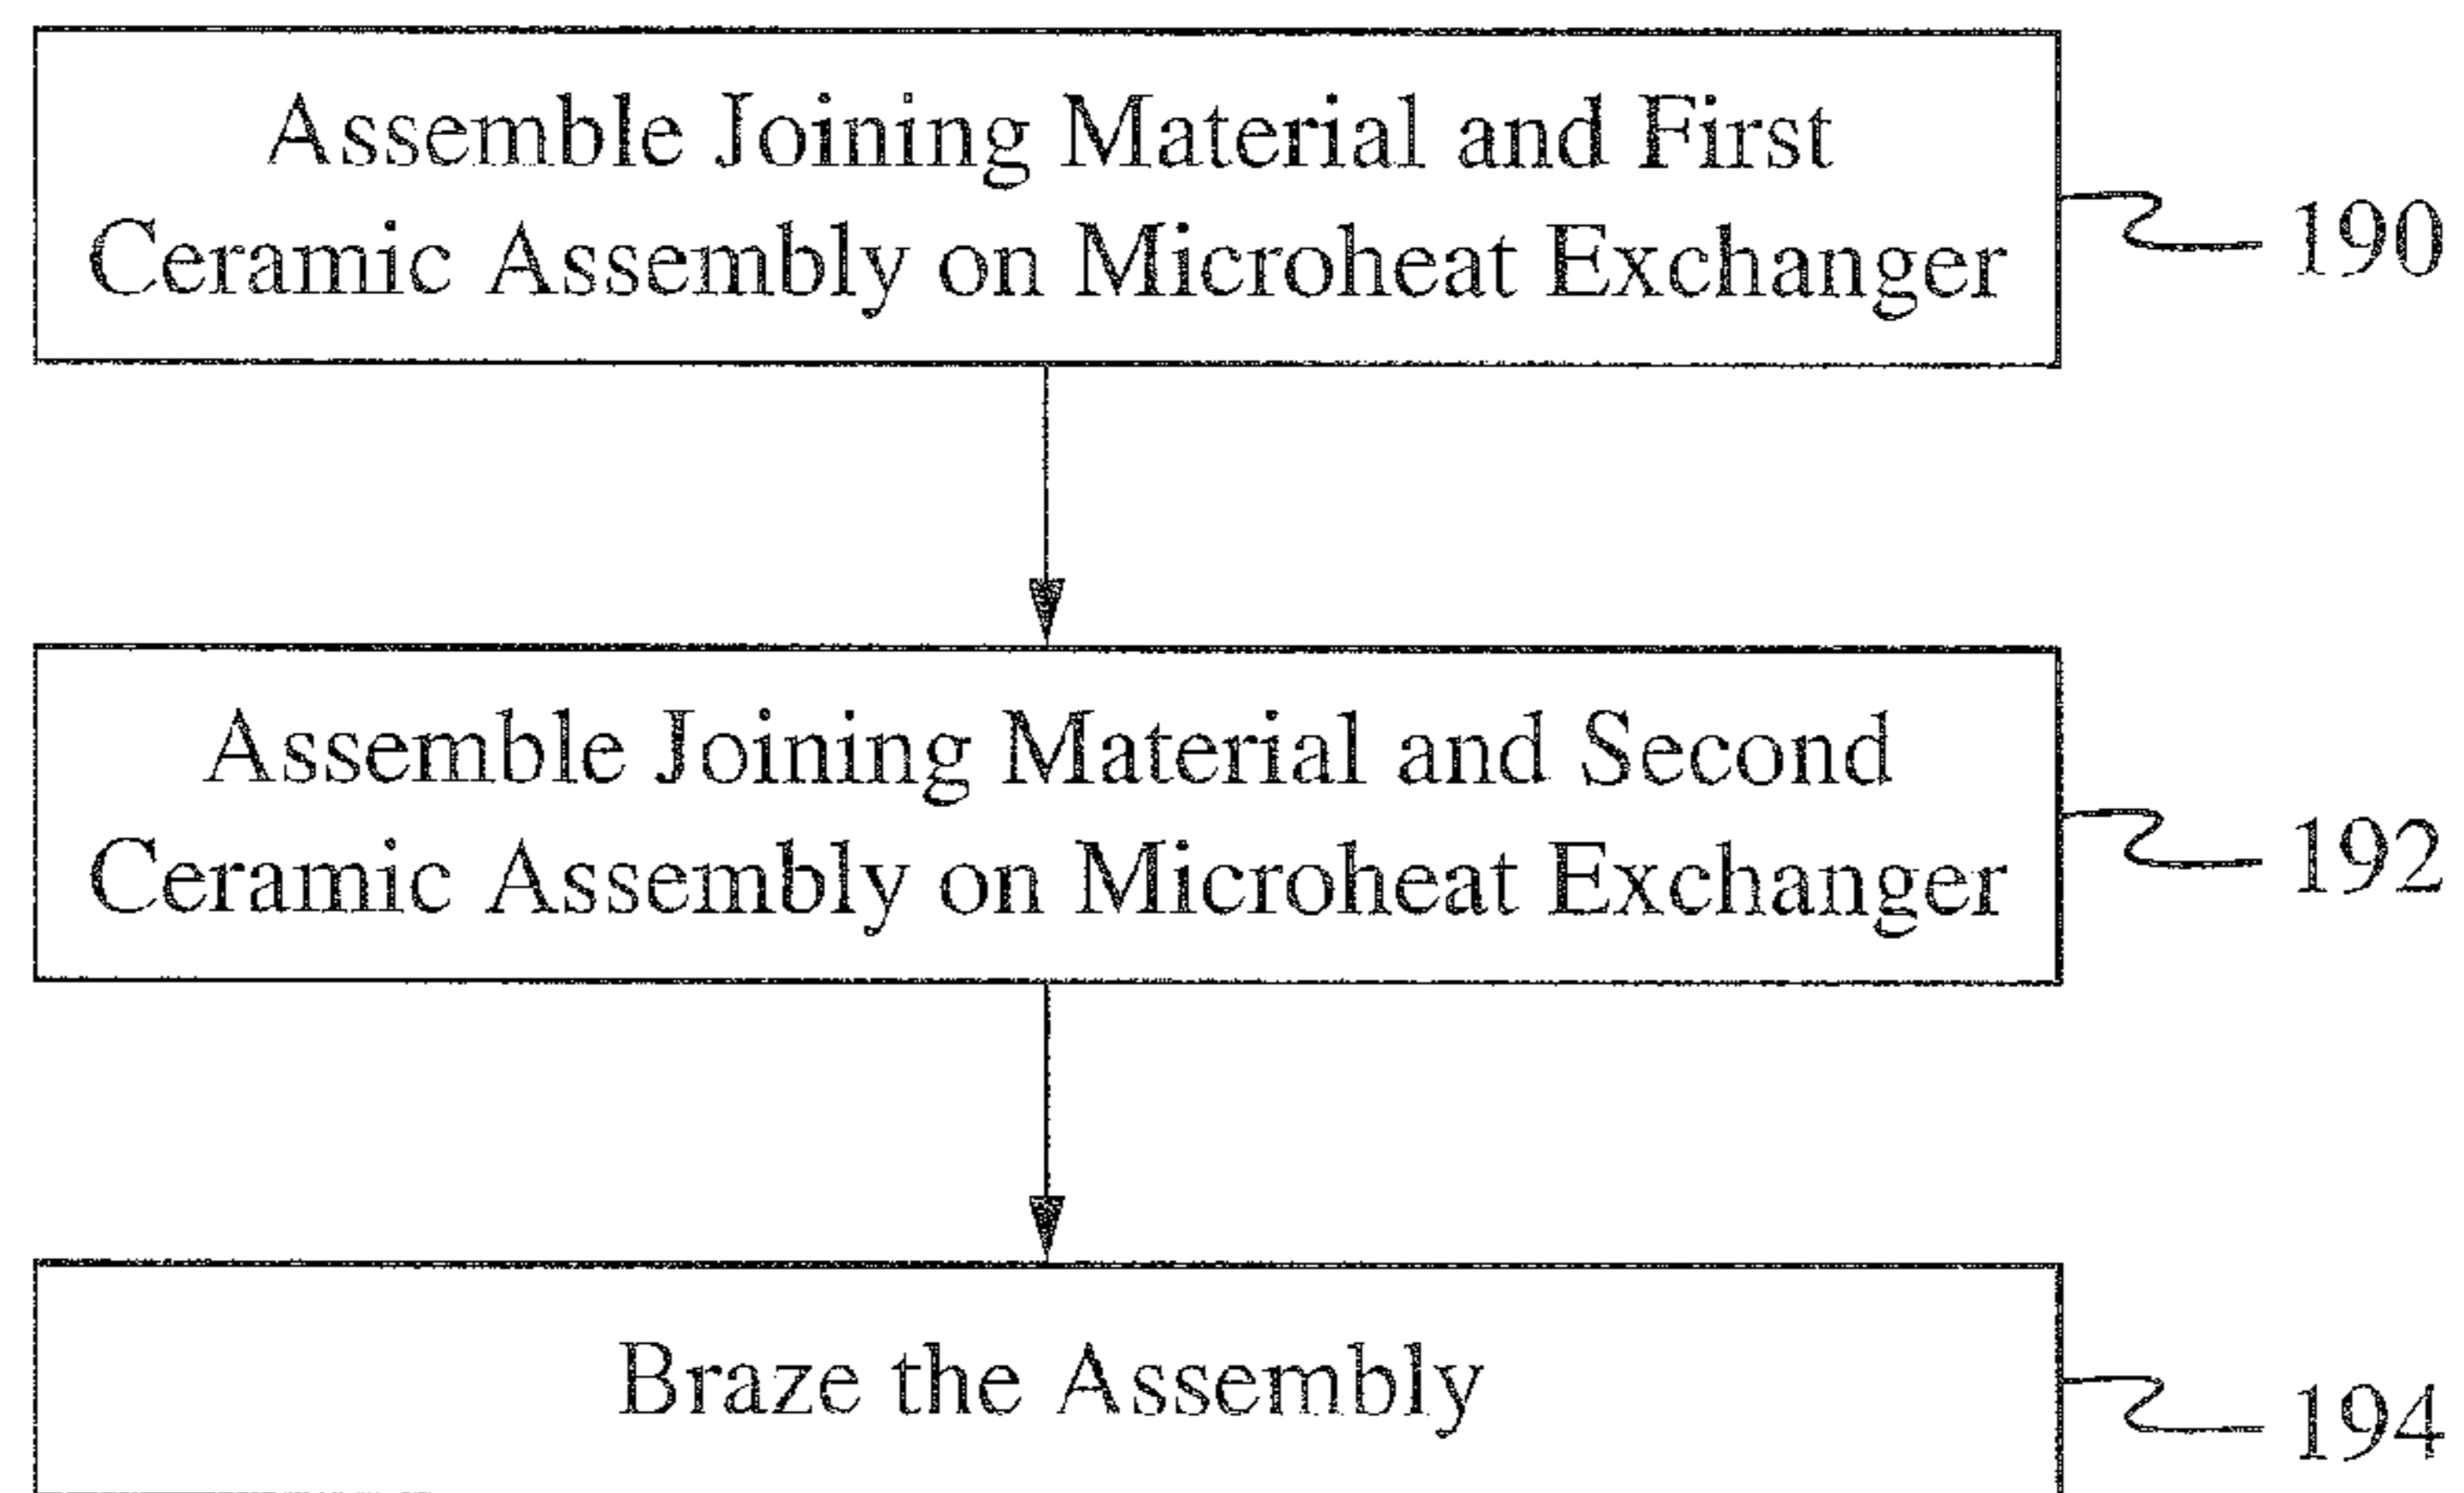 Assemble Joining Material and First
Ceramic Assembly on Microheat Exchanger
190
Assemble Joining Material and Second
Ceramic Assembly on Microheat Exchanger
192
Braze the Assembly
194